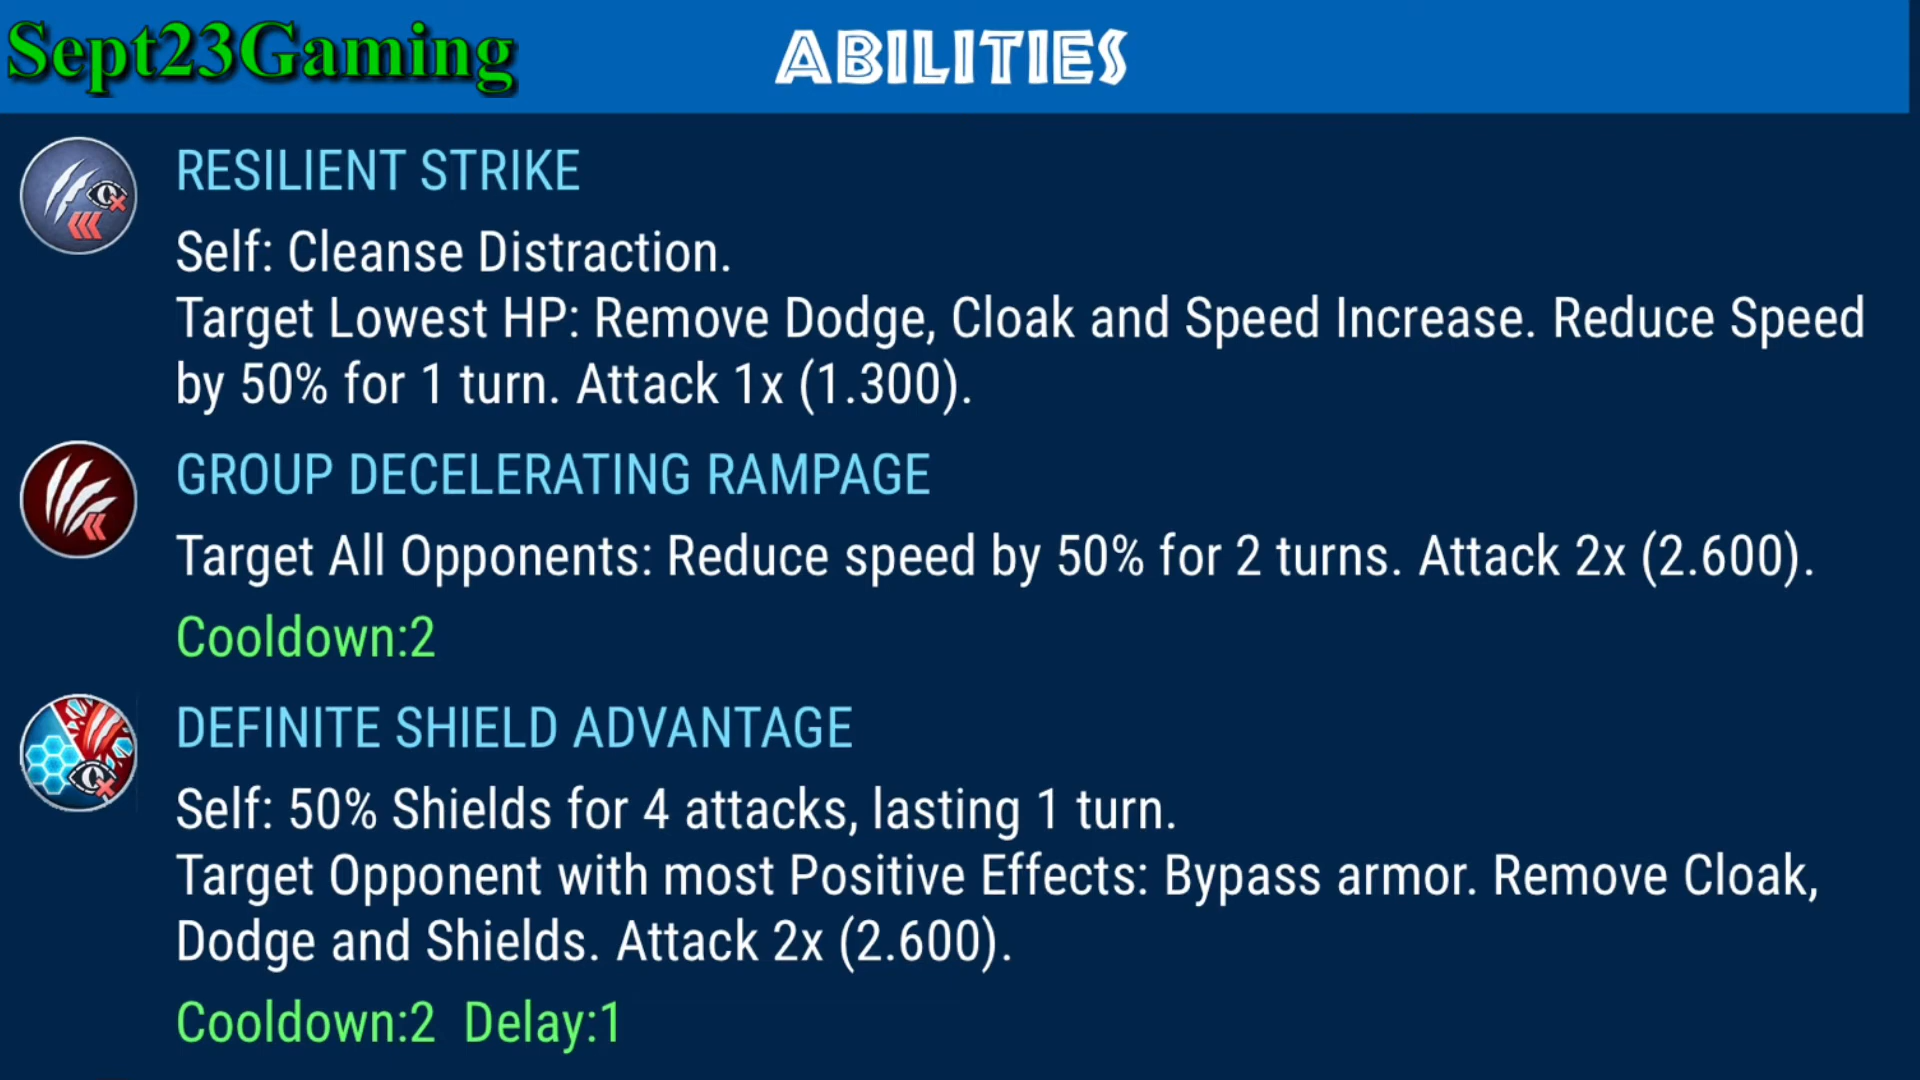 Sept23Gaming
ABILITIES
RESILIENT STRIKE
Self: Cleanse Distraction.
Target Lowest HP: Remove Dodge, Cloak and Speed Increase. Reduce Speed
by 50% for 1 turn. Attack 1x (1.300).
GROUP DECELERATING RAMPAGE
Target All Opponents: Reduce speed by 50% for 2 turns. Attack 2x (2.600).
Cooldown:2
DEFINITE SHIELD ADVANTAGE
Self: 50% Shields for 4 attacks, lasting 1 turn.
Target Opponent with most Positive Effects: Bypass armor. Remove Cloak,
Dodge and Shields. Attack 2x (2.600).
Cooldown:2 Delay:1